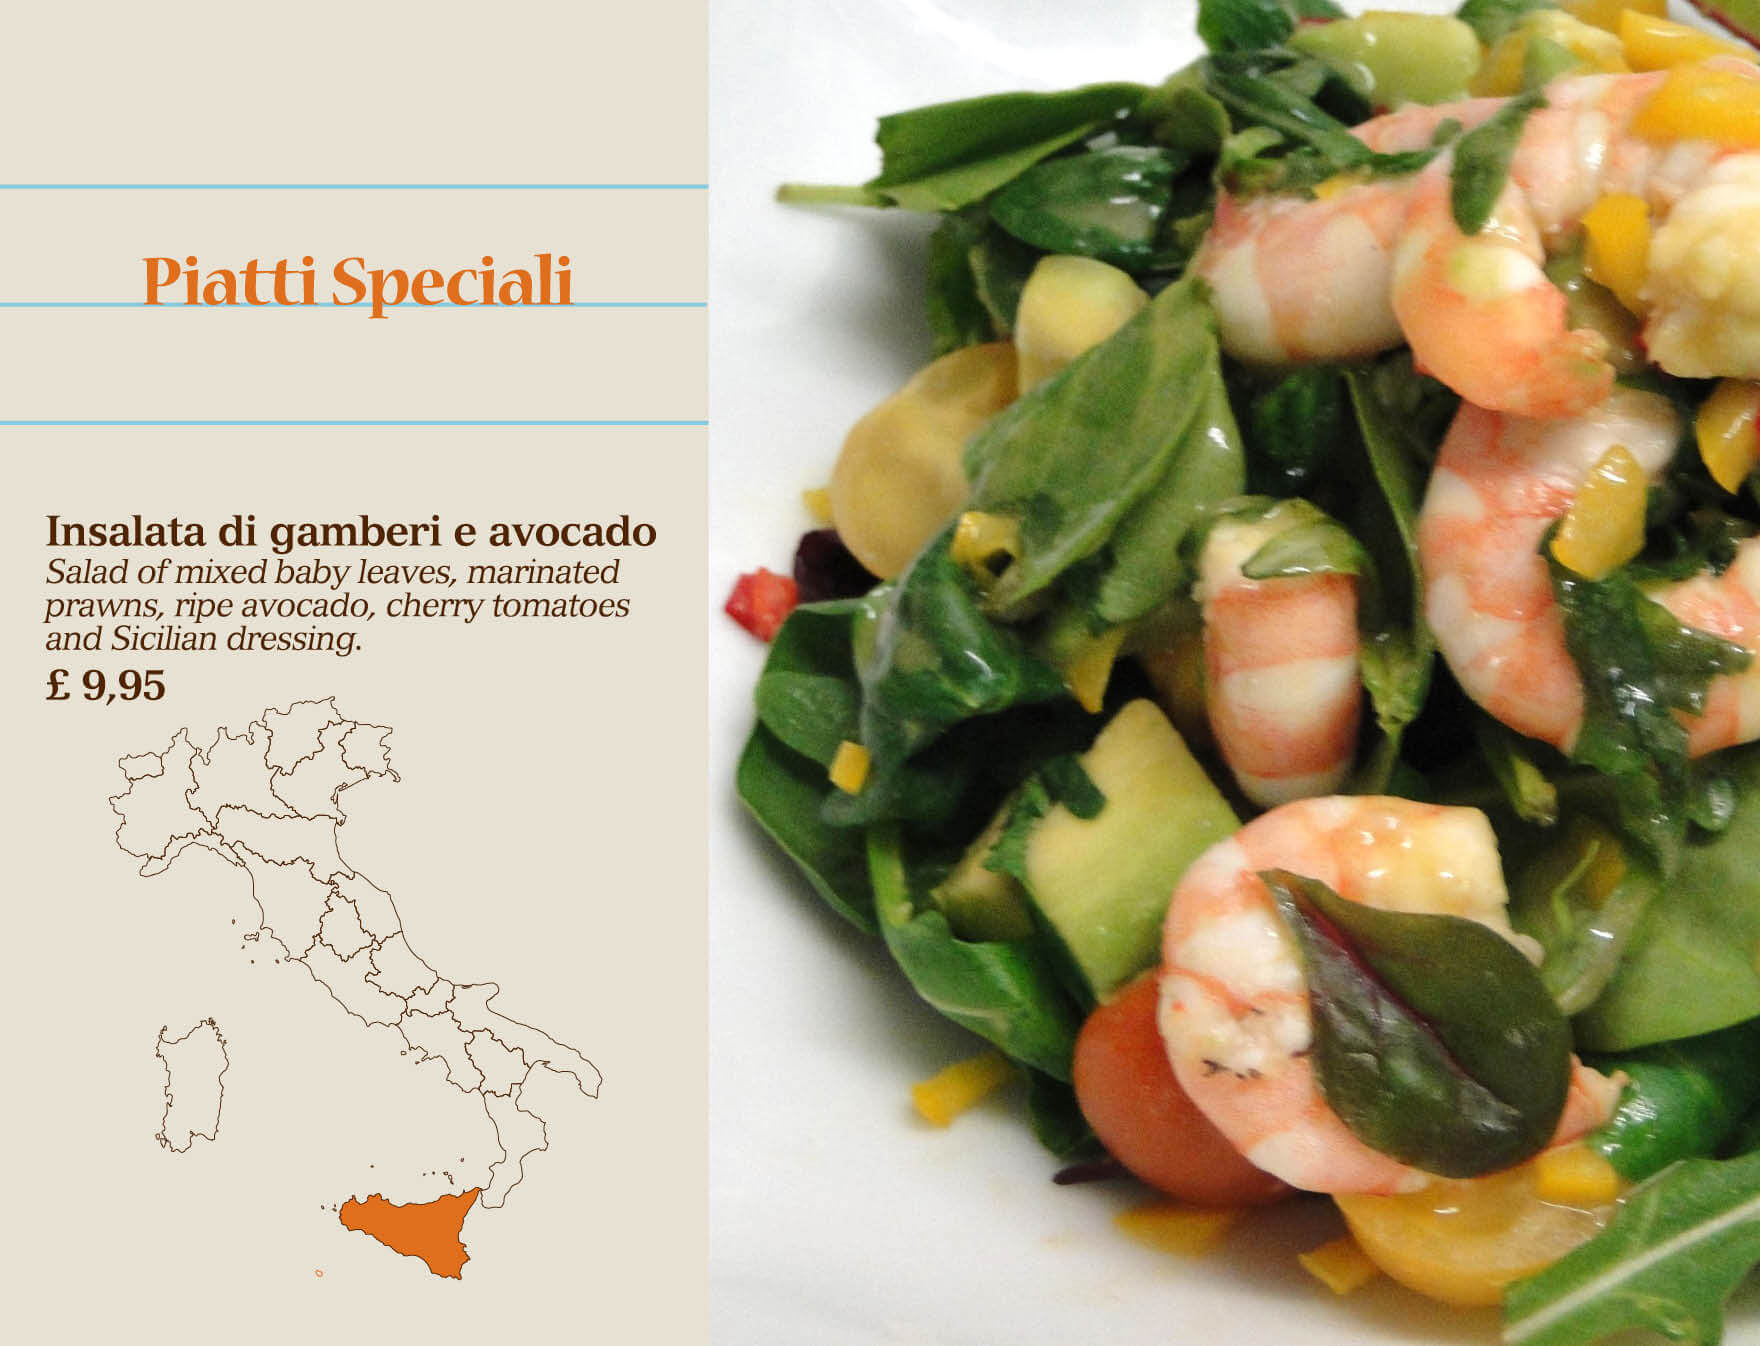 Piatti Speciali
Insalata di gamberi e avocado
Salad of mixed baby leaves, marinated
prawns, ripe avocado, cherry tomatoes
and Sicilian dressing.
£ 9,95